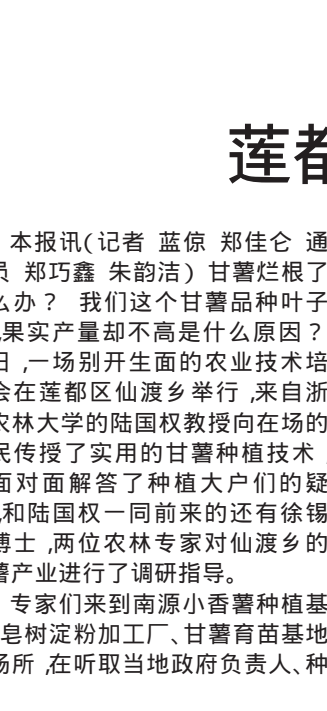 莲都
本报讯(记者 蓝倞 郑佳仑 通
员 郑巧鑫 朱韵洁) 甘薯烂根了
么办？ 我们这个甘薯品种叶子
,果实产量却不高是什么原因？
日 ,一场别开生面的农业技术培
会在莲都区仙渡乡举行 ,来自浙
农林大学的陆国权教授向在场的
民传授了实用的甘薯种植技术 ,
面对面解答了种植大户们的疑
,和陆国权一同前来的还有徐锡
博士 ,两位农林专家对仙渡乡的
薯产业进行了调研指导。
专家们来到南源小香薯种植基
皂树淀粉加工厂、甘薯育苗基地
场所 ,在听取当地政府负责人、种